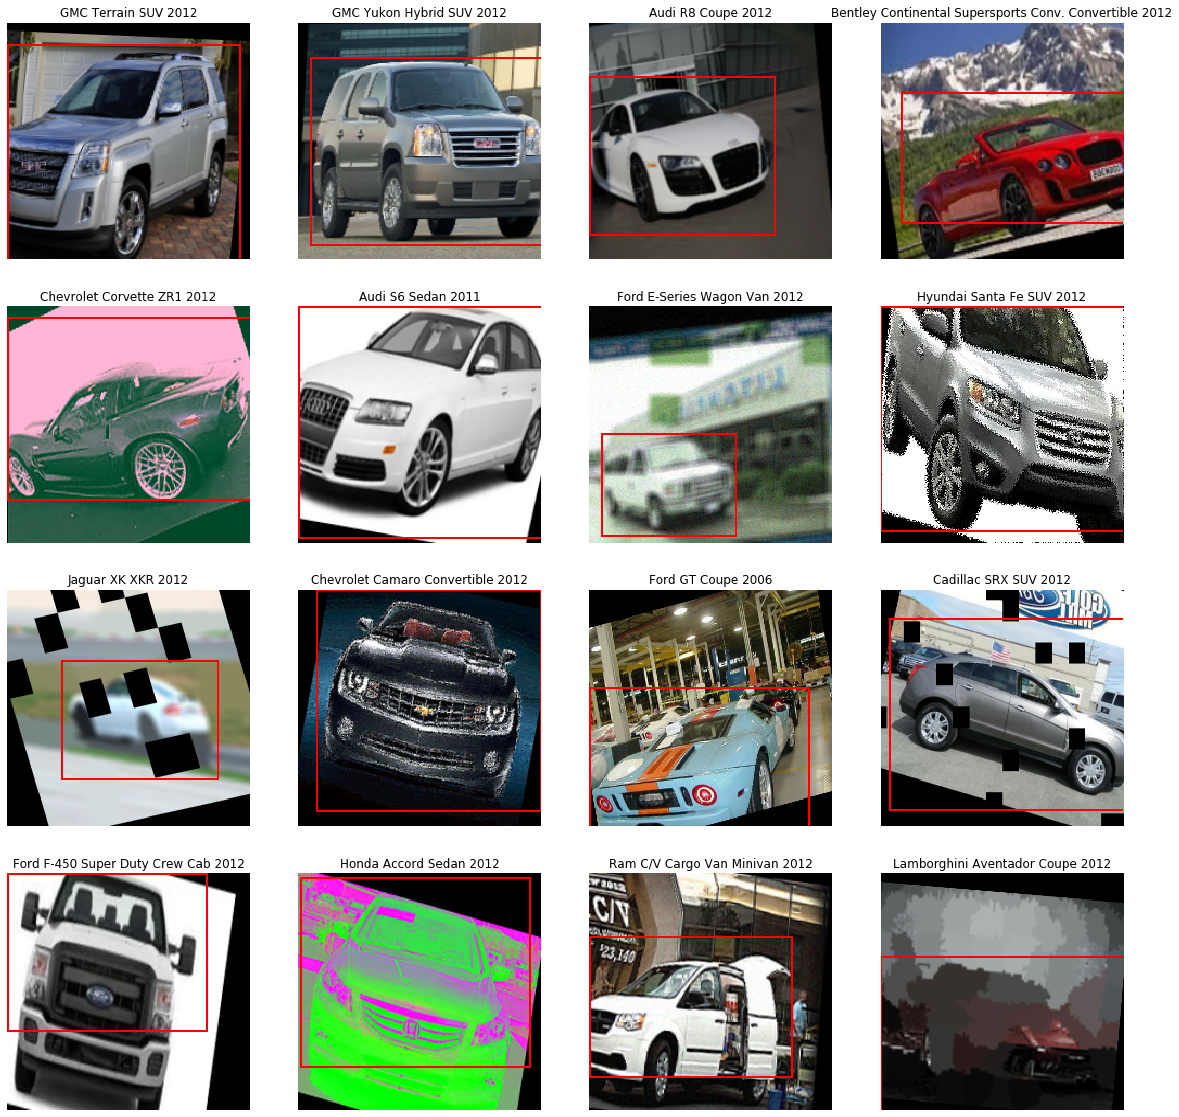 GMC Terrain SUV 2012
GMC Yukon Hybrid SUV 2012
Audi R8 Coupe 2012
Bentley Continental Supersports Conv. Convertible 2012
Chevrolet Corvette ZR1 2012
Audi S6 Sedan 2011
Ford E-Series Wagon Van 2012
Hyundai Santa Fe SUV 2012
Jaguar XK XKR 2012
Chevrolet Camaro Convertible 2012
Ford GT Coupe 2006
Cadillac SRX SUV 2012
Ford F-450 Super Duty Crew Cab 2012
Honda Accord Sedan 2012
Ram C/V Cargo Van Minivan 2012
$23,140
Lamborghini Aventador Coupe 2012